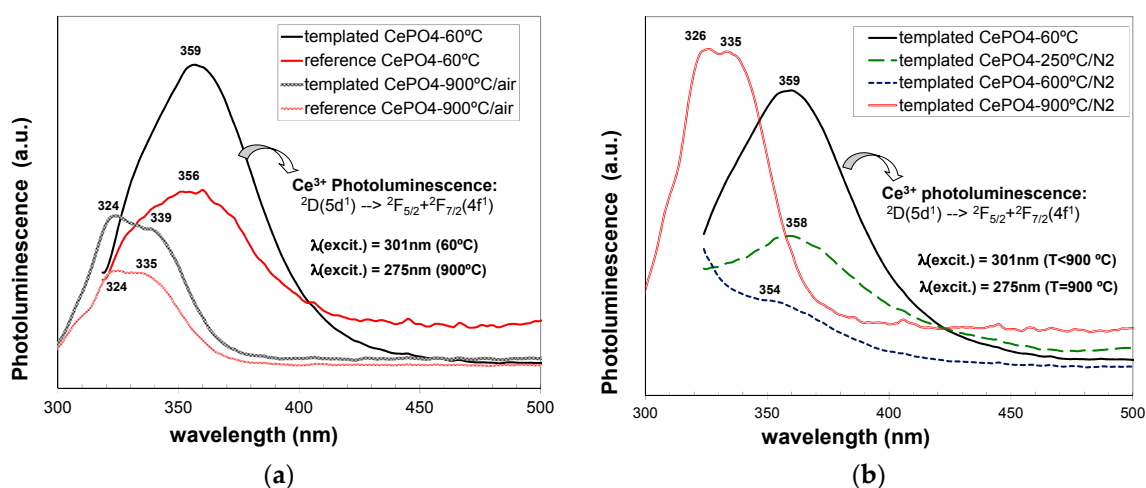 templated CePO4-60ºC
reference CePO4-60ºC
templated CePO4-900ºC/air
reference CePO4-900ºC/air
359
356
324
339
335
324
Ce³⁺ Photoluminescence:
²D(5d¹) --> ²F₅/₂+²F₇/₂(4f¹)
λ(excit.) = 301nm (60ºC)
λ(excit.) = 275nm (900ºC)
Photoluminescence (a.u.)
300 350 400 450 500
wavelength (nm)
(a)
templated CePO4-60ºC
templated CePO4-250ºC/N2
templated CePO4-600ºC/N2
templated CePO4-900ºC/N2
326 335
359
358
354
Ce³⁺ photoluminescence:
²D(5d¹) --> ²F₅/₂+²F₇/₂(4f¹)
λ(excit.) = 301nm (T<900 ºC)
λ(excit.) = 275nm (T=900 ºC)
Photoluminescence (a.u.)
300 350 400 450 500
wavelength (nm)
(b)